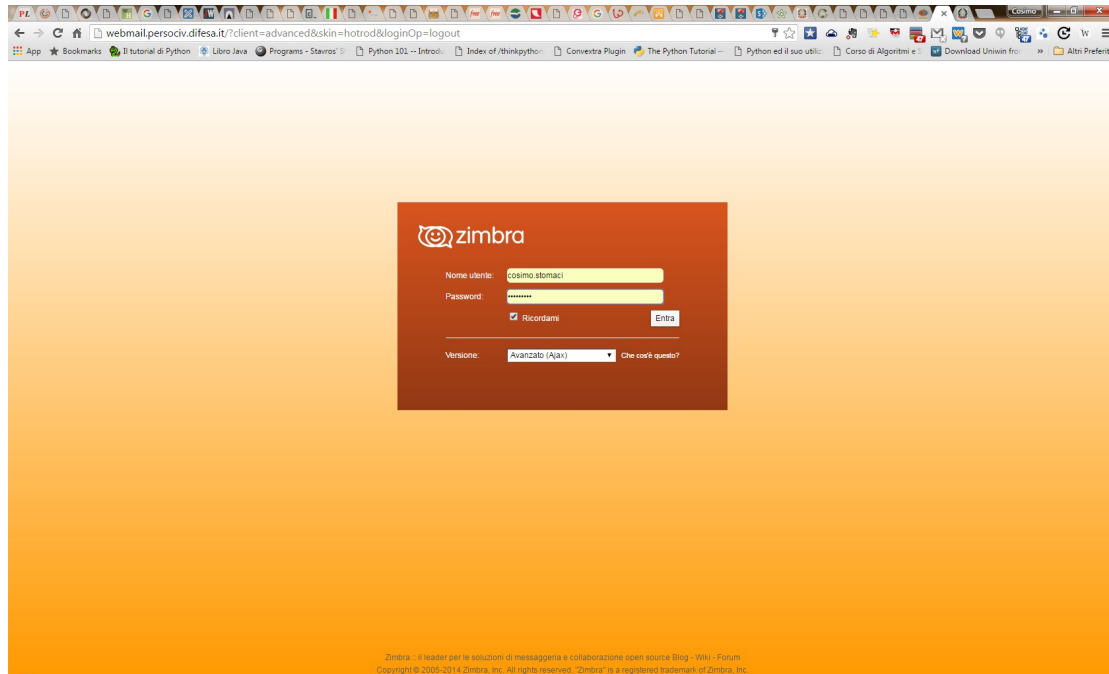 Cosimo
webmail.persociv.difesa.it/?client=advanced&skin=hotrod&loginOp=logout
App Bookmarks Il tutorial di Python Libro Java Programs - Stavros' S Python 101 -- Introdu Index of /thinkpython Convextra Plugin The Python Tutorial — Python ed il suo utiliz Corso di Algoritmi e S Download Uniwin fro » Altri Preferiti
zimbra
Nome utente: cosimo.stomaci
Password: •••••••••
Ricordami Entra
Versione: Avanzato (Ajax) Che cos'è questo?
Zimbra :: il leader per le soluzioni di messaggeria e collaborazione open source Blog - Wiki - Forum
Copyright © 2005-2014 Zimbra, Inc. All rights reserved. "Zimbra" is a registered trademark of Zimbra, Inc.